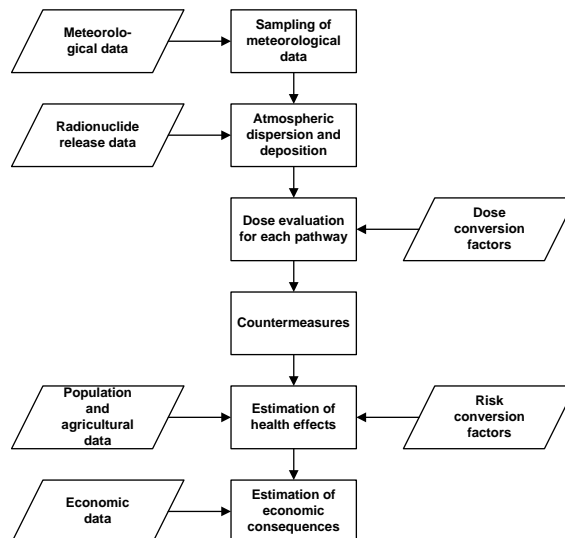 Meteorolo-
gical data
Sampling of
meteorological
data
Radionuclide
release data
Atmospheric
dispersion and
deposition
Dose evaluation
for each pathway
Dose
conversion
factors
Countermeasures
Population
and
agricultural
data
Estimation of
health effects
Risk
conversion
factors
Economic
data
Estimation of
economic
consequences